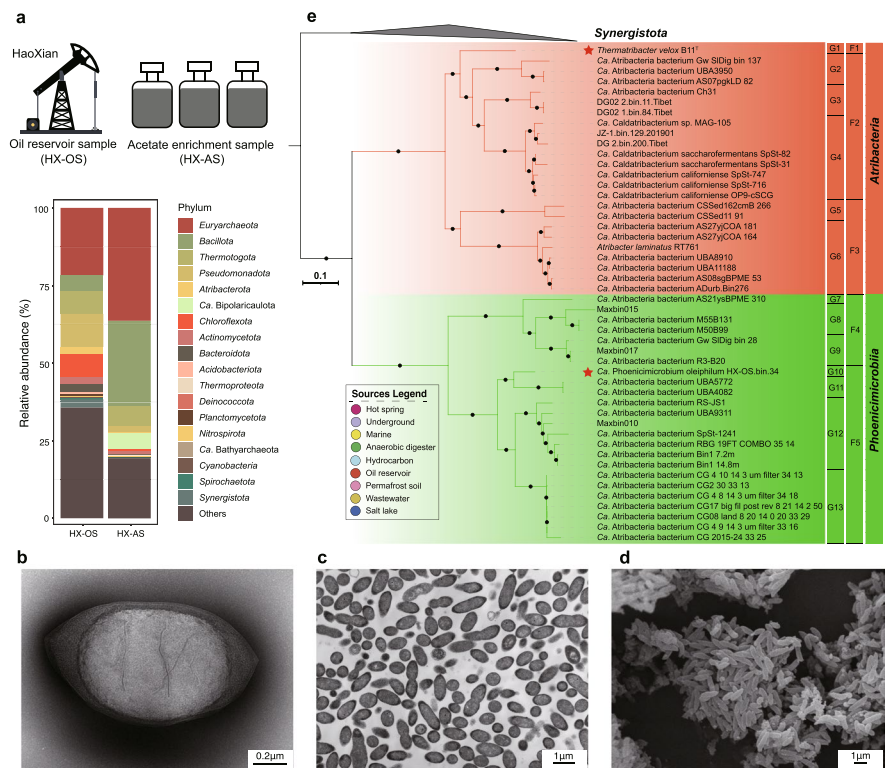 a
HaoXian
Oil reservoir sample
(HX-OS)
Acetate enrichment sample
(HX-AS)
Relative abundance (%)
100
75
50
25
0
HX-OS
HX-AS
Phylum
Euryarchaeota
Bacillota
Thermotogota
Pseudomonadota
Atribacterota
Ca. Bipolaricaulota
Chloroflexota
Actinomycetota
Bacteroidota
Acidobacteriota
Thermoproteota
Deinococcota
Planctomycetota
Nitrospirota
Ca. Bathyarchaeota
Cyanobacteria
Spirochaetota
Synergistota
Others
e
Synergistota
Thermatribacter velox B11ᵀ
Ca. Atribacteria bacterium Gw SlDig bin 137
Ca. Atribacteria bacterium UBA3950
Ca. Atribacteria bacterium AS07pgkLD 82
Ca. Atribacteria bacterium Ch31
DG02 2.bin.11.Tibet
DG02 1.bin.84.Tibet
Ca. Caldatribacterium sp. MAG-105
JZ-1.bin.129.201901
DG 2.bin.200.Tibet
Ca. Caldatribacterium saccharofermentans SpSt-82
Ca. Caldatribacterium saccharofermentans SpSt-31
Ca. Caldatribacterium californiense SpSt-747
Ca. Caldatribacterium californiense SpSt-716
Ca. Caldatribacterium californiense OP9-cSCG
Ca. Atribacteria bacterium CSSed162cmB 266
Ca. Atribacteria bacterium CSSed11 91
Ca. Atribacteria bacterium AS27yjCOA 181
Ca. Atribacteria bacterium AS27yjCOA 164
Atribacter laminatus RT761
Ca. Atribacteria bacterium UBA8910
Ca. Atribacteria bacterium UBA11188
Ca. Atribacteria bacterium AS08sgBPME 53
Ca. Atribacteria bacterium ADurb.Bin276
Ca. Atribacteria bacterium AS21ysBPME 310
Maxbin015
Ca. Atribacteria bacterium M55B131
Ca. Atribacteria bacterium M50B99
Ca. Atribacteria bacterium Gw SlDig bin 28
Maxbin017
Ca. Atribacteria bacterium R3-B20
Ca. Phoenicimicrobium oleiphilum HX-OS.bin.34
Ca. Atribacteria bacterium UBA5772
Ca. Atribacteria bacterium UBA4082
Ca. Atribacteria bacterium RS-JS1
Ca. Atribacteria bacterium UBA9311
Maxbin010
Ca. Atribacteria bacterium SpSt-1241
Ca. Atribacteria bacterium RBG 19FT COMBO 35 14
Ca. Atribacteria bacterium Bin1 7.2m
Ca. Atribacteria bacterium Bin1 14.8m
Ca. Atribacteria bacterium CG 4 10 14 3 um filter 34 13
Ca. Atribacteria bacterium CG2 30 33 13
Ca. Atribacteria bacterium CG 4 8 14 3 um filter 34 18
Ca. Atribacteria bacterium CG17 big fil post rev 8 21 14 2 50
Ca. Atribacteria bacterium CG08 land 8 20 14 0 20 33 29
Ca. Atribacteria bacterium CG 4 9 14 3 um filter 33 16
Ca. Atribacteria bacterium CG 2015-24 33 25
G1
G2
G3
G4
G5
G6
G7
G8
G9
G10
G11
G12
G13
F1
F2
F3
F4
F5
Atribacteria
Phoenicimicrobiia
0.1
Sources Legend
Hot spring
Underground
Marine
Anaerobic digester
Hydrocarbon
Oil reservoir
Permafrost soil
Wastewater
Salt lake
b
0.2μm
c
1μm
d
1μm